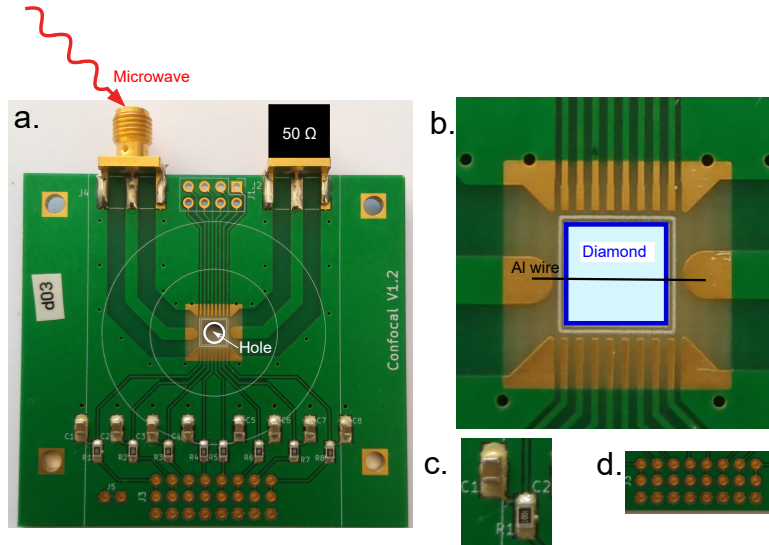 Microwave
a.
50 Ω
J4
J2
J1
d03
Confocal V1.2
Hole
C1
C2
C3
C4
C5
C6
C7
C8
R1
R2
R3
R4
R5
R6
R7
R8
J5
J3
b.
Diamond
Al wire
c.
C1
C2
R1
d.